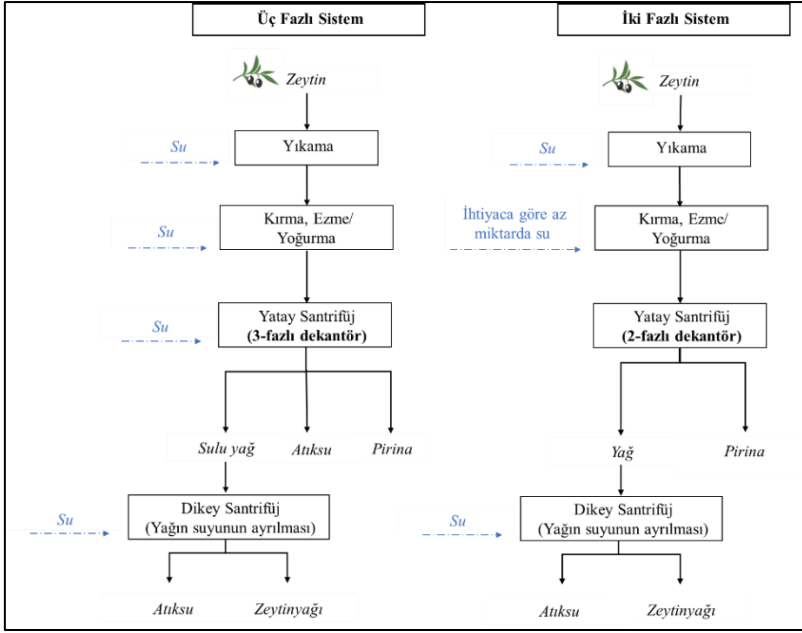 Üç Fazlı Sistem
Zeytin
Su
Yıkama
Su
Kırma, Ezme/
Yoğurma
Su
Yatay Santrifüj
(3-fazlı dekantör)
Sulu yağ
Atıksu
Pirina
Su
Dikey Santrifüj
(Yağın suyunun ayrılması)
Atıksu
Zeytinyağı
İki Fazlı Sistem
Zeytin
Su
Yıkama
İhtiyaca göre az
miktarda su
Kırma, Ezme/
Yoğurma
Yatay Santrifüj
(2-fazlı dekantör)
Yağ
Pirina
Su
Dikey Santrifüj
(Yağın suyunun ayrılması)
Atıksu
Zeytinyağı